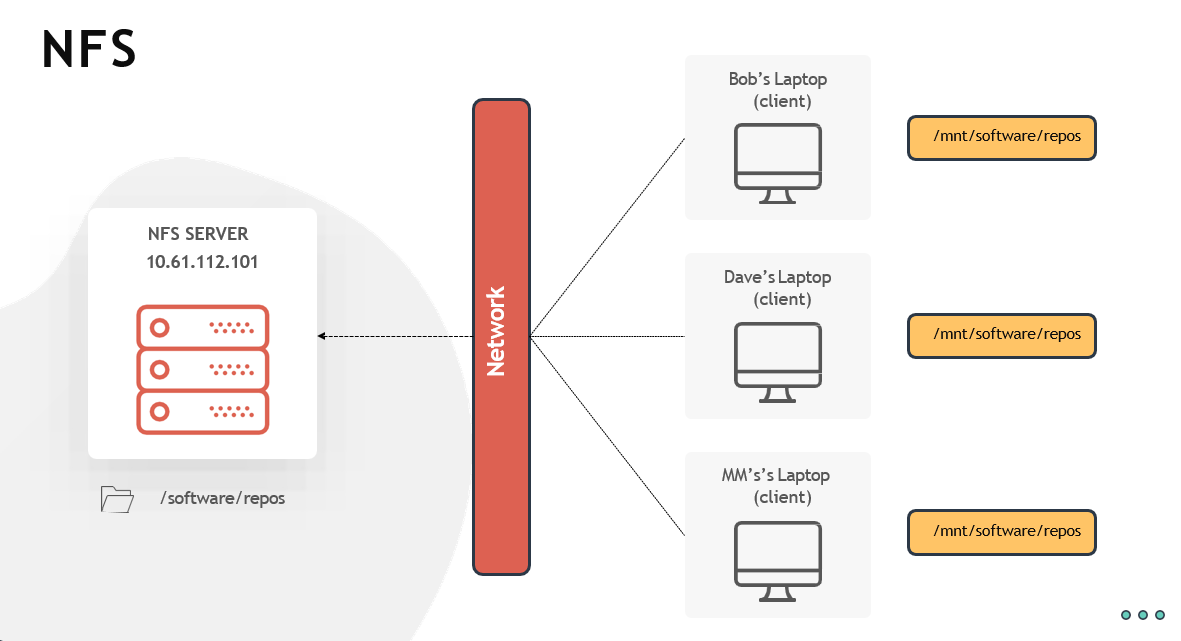 NFS
NFS SERVER
10.61.112.101
/software/repos
Network
Bob's Laptop
(client)
/mnt/software/repos
Dave's Laptop
(client)
/mnt/software/repos
MM's's Laptop
(client)
/mnt/software/repos